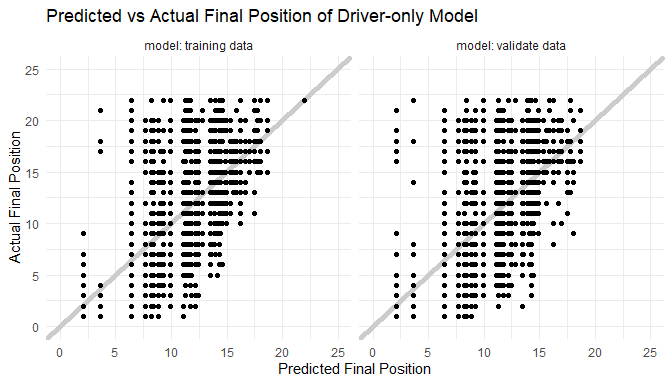 Predicted vs Actual Final Position of Driver-only Model
model: training data
model: validate data
Actual Final Position
25
20
15
10
5
0
0 5 10 15 20 25
0 5 10 15 20 25
Predicted Final Position